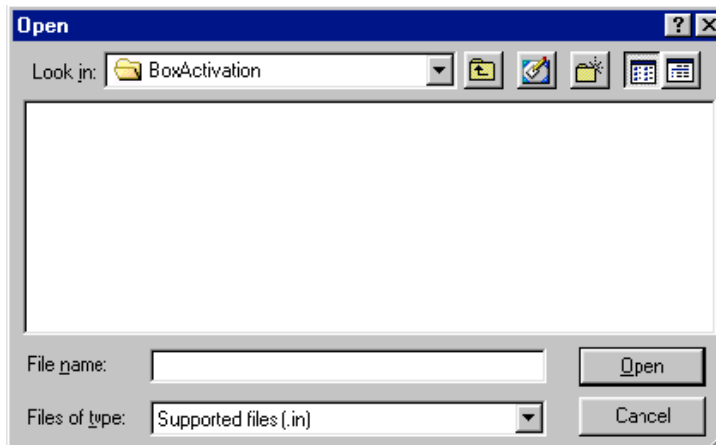 Open
Look in: BoxActivation
File name:
Open
Files of type: Supported files (.in)
Cancel